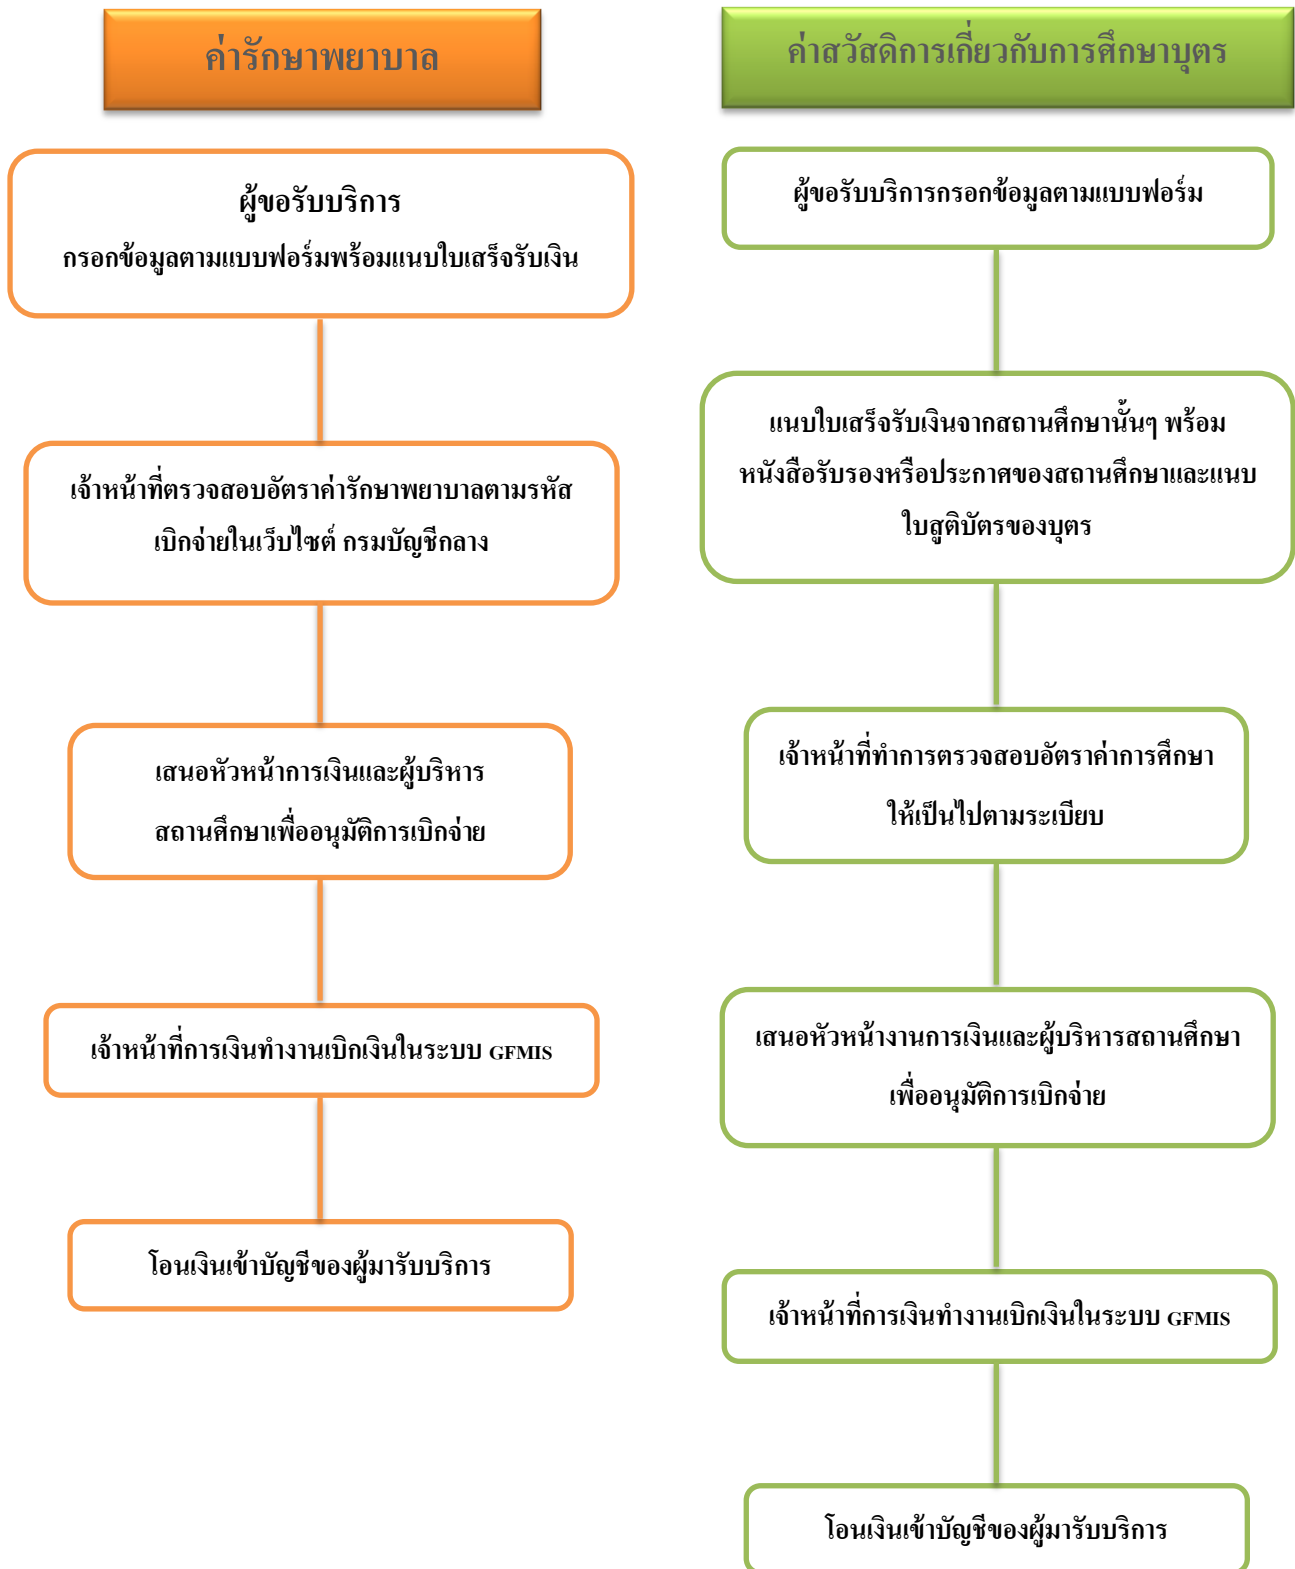 ค่ารักษาพยาบาล
ผู้ขอรับบริการ
กรอกข้อมูลตามแบบฟอร์มพร้อมแนบใบเสร็จรับเงิน
เจ้าหน้าที่ตรวจสอบอัตราค่ารักษาพยาบาลตามรหัส
เบิกจ่ายในเว็บไซต์ กรมบัญชีกลาง
เสนอหัวหน้าการเงินและผู้บริหาร
สถานศึกษาเพื่ออนุมัติการเบิกจ่าย
เจ้าหน้าที่การเงินทำงานเบิกเงินในระบบ GFMIS
โอนเงินเข้าบัญชีของผู้มารับบริการ
ค่าสวัสดิการเกี่ยวกับการศึกษาบุตร
ผู้ขอรับบริการกรอกข้อมูลตามแบบฟอร์ม
แนบใบเสร็จรับเงินจากสถานศึกษานั้นๆ พร้อม
หนังสือรับรองหรือประกาศของสถานศึกษาและแนบ
ใบสูติบัตรของบุตร
เจ้าหน้าที่ทำการตรวจสอบอัตราค่าการศึกษา
ให้เป็นไปตามระเบียบ
เสนอหัวหน้างานการเงินและผู้บริหารสถานศึกษา
เพื่ออนุมัติการเบิกจ่าย
เจ้าหน้าที่การเงินทำงานเบิกเงินในระบบ GFMIS
โอนเงินเข้าบัญชีของผู้มารับบริการ